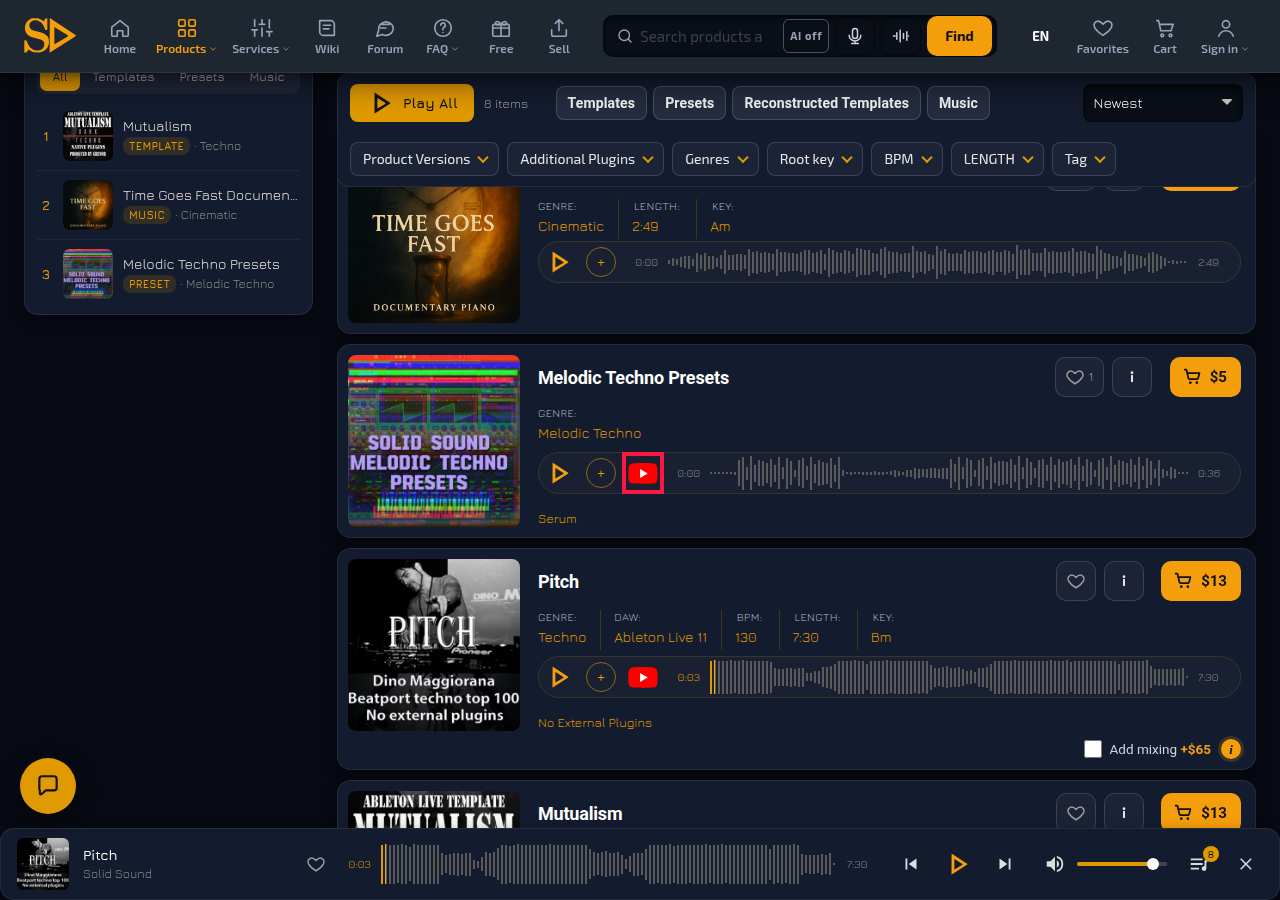 SD
Home
Products
Services
Wiki
Forum
FAQ
Free
Sell
Search products a
AI off
Find
EN
Favorites
Cart
Sign in
All
Templates
Presets
Music
1
Mutualism
TEMPLATE · Techno
2
Time Goes Fast Documen...
MUSIC · Cinematic
3
Melodic Techno Presets
PRESET · Melodic Techno
Play All
8 items
Templates
Presets
Reconstructed Templates
Music
Newest
Product Versions
Additional Plugins
Genres
Root key
BPM
LENGTH
Tag
TIME GOES
FAST
DOCUMENTARY PIANO
GENRE:
Cinematic
LENGTH:
2:49
KEY:
Am
+
0:00
2:49
SOLID SOUND
MELODIC TECHNO
PRESETS
Melodic Techno Presets
1
i
$5
GENRE:
Melodic Techno
+
0:00
0:36
Serum
PITCH
Dino Maggiorana
Beatport techno top 100
No external plugins
Pitch
i
$13
GENRE:
Techno
DAW:
Ableton Live 11
BPM:
130
LENGTH:
7:30
KEY:
Bm
+
0:03
7:30
No External Plugins
Add mixing +$65
i
ABLETON LIVE TEMPLATE
MUTUALISM
Mutualism
i
$13
Pitch
Solid Sound
0:03
7:30
8